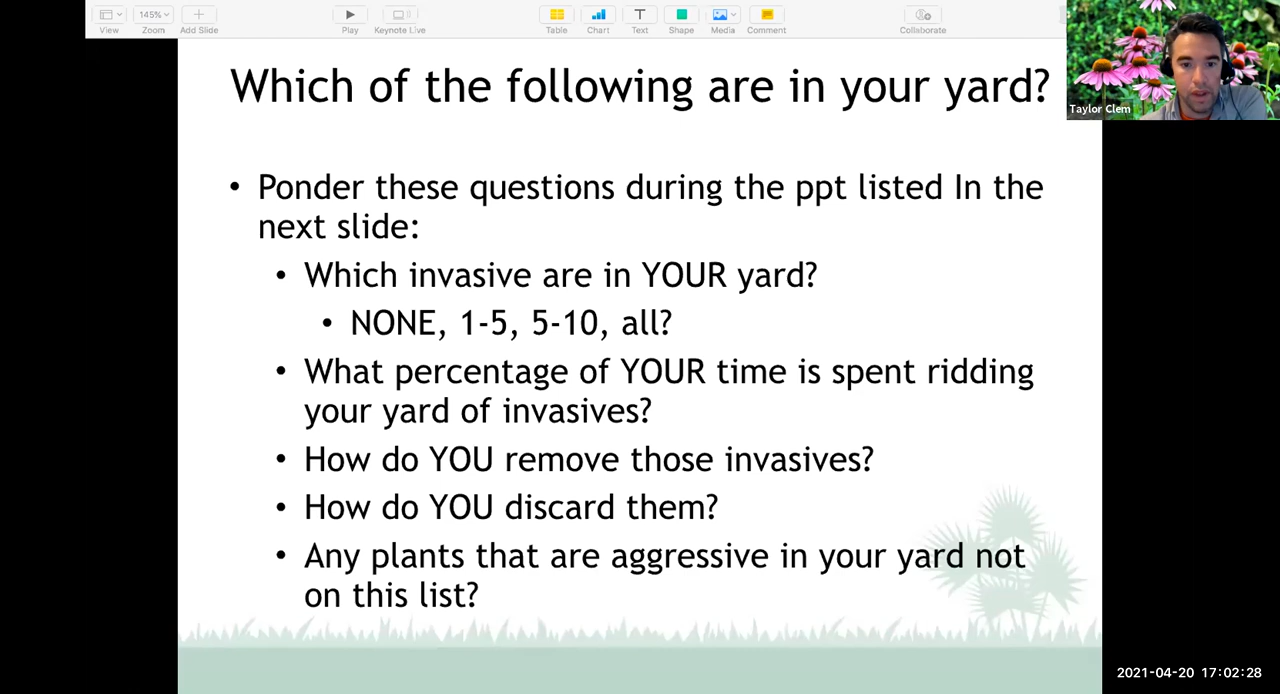 145%
View
Zoom
Add Slide
Play
Keynote Live
Table
Chart
Text
Shape
Media
Comment
Collaborate
Taylor Clem
Which of the following are in your yard?
• Ponder these questions during the ppt listed In the
next slide:
• Which invasive are in YOUR yard?
• NONE, 1-5, 5-10, all?
• What percentage of YOUR time is spent ridding
your yard of invasives?
• How do YOU remove those invasives?
• How do YOU discard them?
• Any plants that are aggressive in your yard not
on this list?
2021-04-20 17:02:28